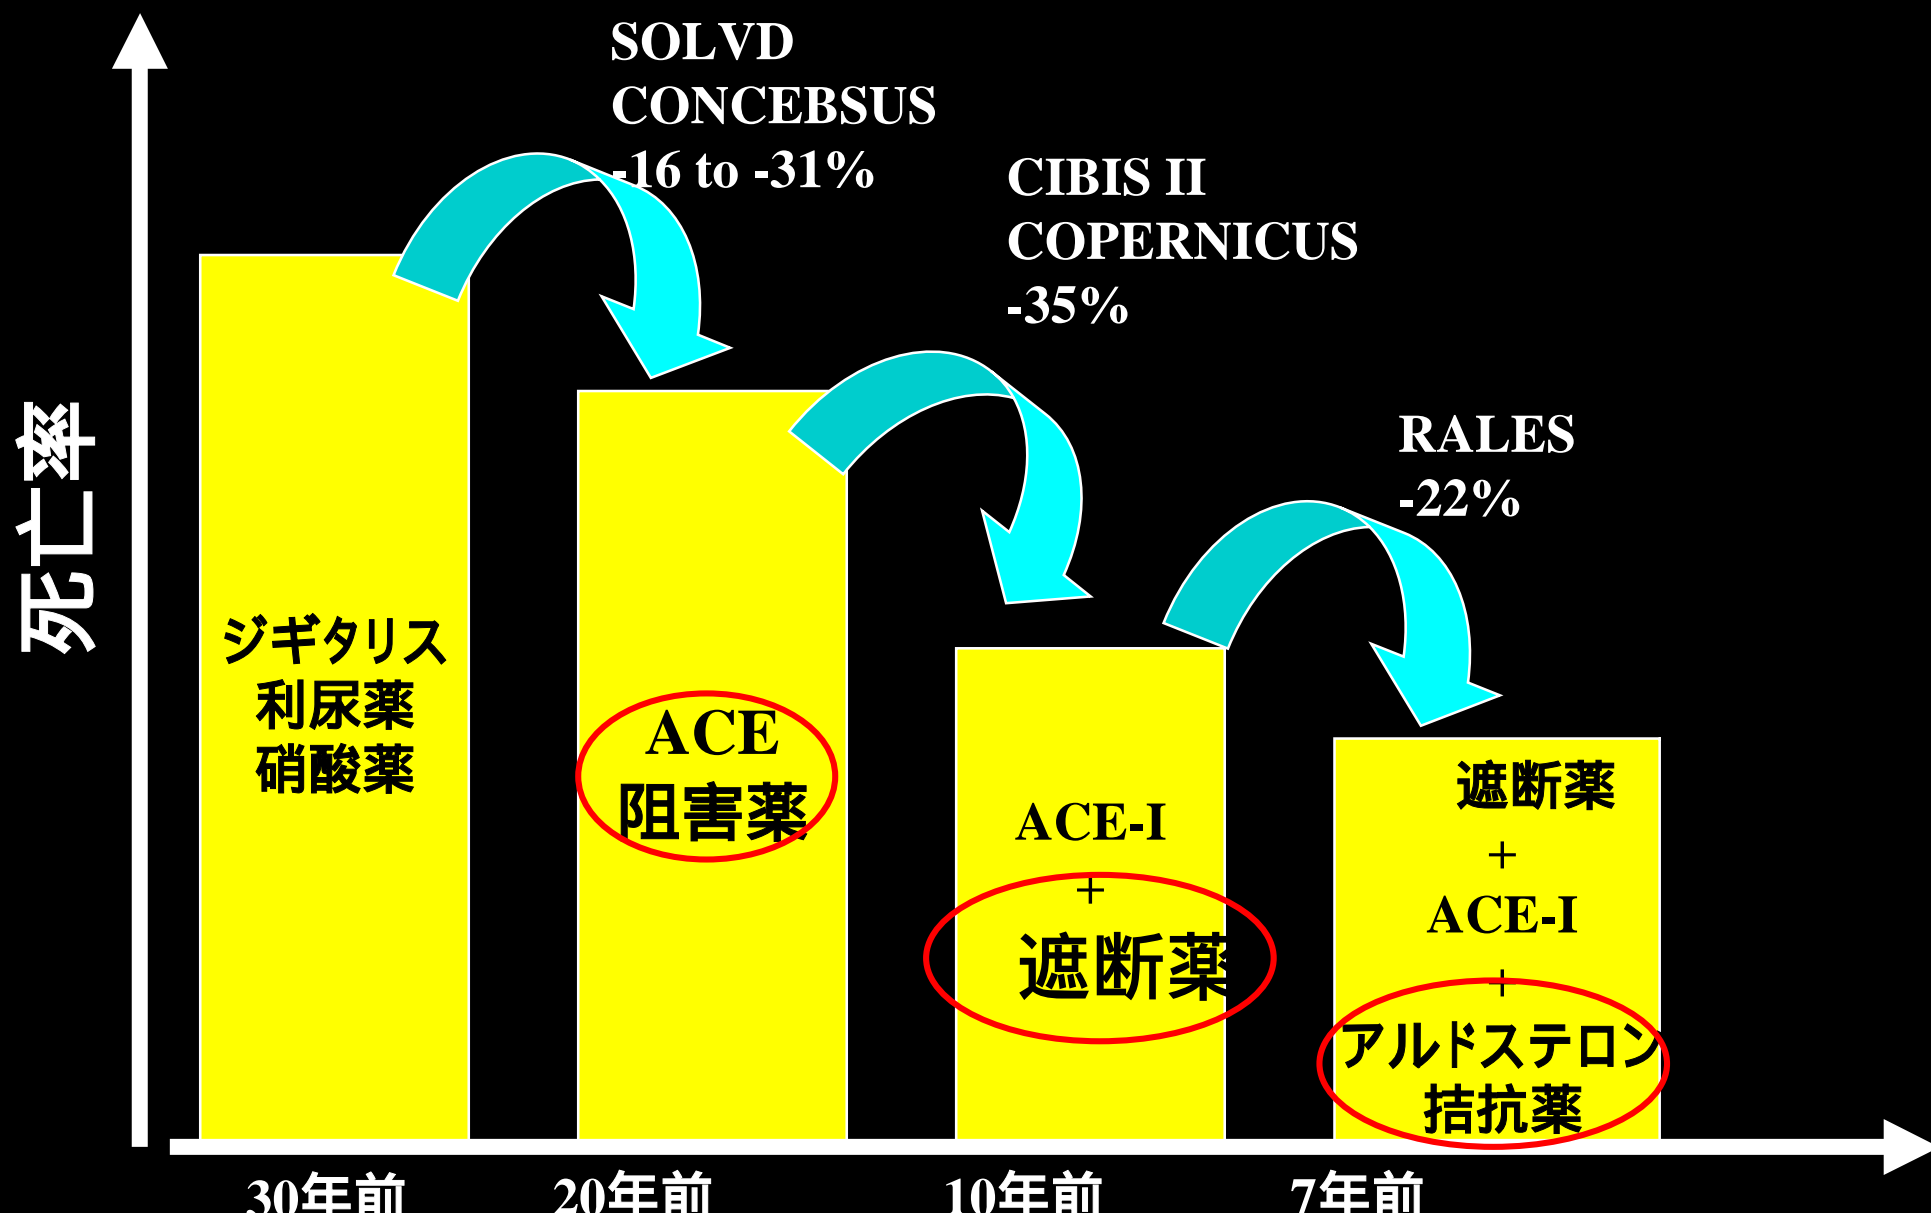 SOLVD
CONCEBSUS
-16 to -31%
CIBIS II
COPERNICUS
-35%
RALES
-22%
死亡率
ジギタリス
利尿薬
硝酸薬
ACE
阻害薬
ACE-I
+
遮断薬
遮断薬
+
ACE-I
+
アルドステロン
拮抗薬
30年前
20年前
10年前
7年前